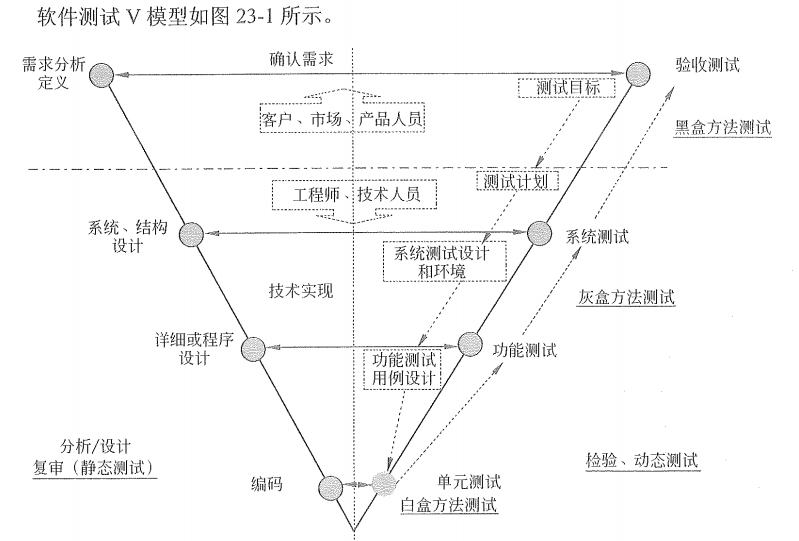 软件测试 V 模型如图 23-1 所示。
需求分析
定义
确认需求
验收测试
测试目标
客户、市场、产品人员
黑盒方法测试
测试计划
工程师、技术人员
系统、结构
设计
系统测试
系统测试设计
和环境
技术实现
灰盒方法测试
详细或程序
设计
功能测试
功能测试
用例设计
分析/设计
复审（静态测试）
检验、动态测试
编码
单元测试
白盒方法测试